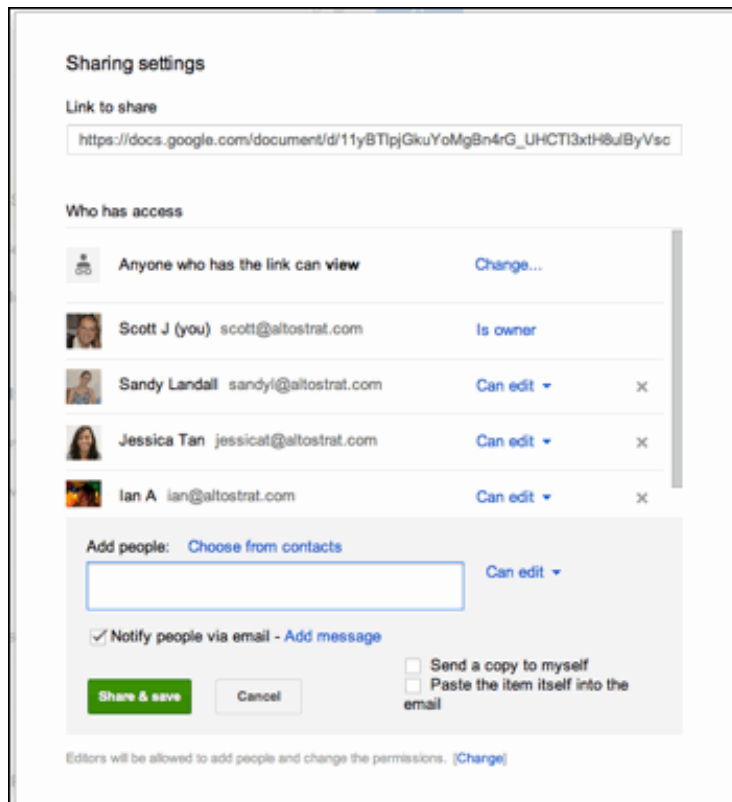 Sharing settings
Link to share
https://docs.google.com/document/d/11yBTlpjGkuYoMgBn4rG_UHCTl3xtH8ulByVsc
Who has access
Anyone who has the link can view Change...
Scott J (you) scott@altostrat.com Is owner
Sandy Landall sandyl@altostrat.com Can edit
Jessica Tan jessicat@altostrat.com Can edit
Ian A ian@altostrat.com Can edit
Add people: Choose from contacts
Can edit
Notify people via email - Add message
Send a copy to myself
Paste the item itself into the
email
Share & save Cancel
Editors will be allowed to add people and change the permissions. [Change]